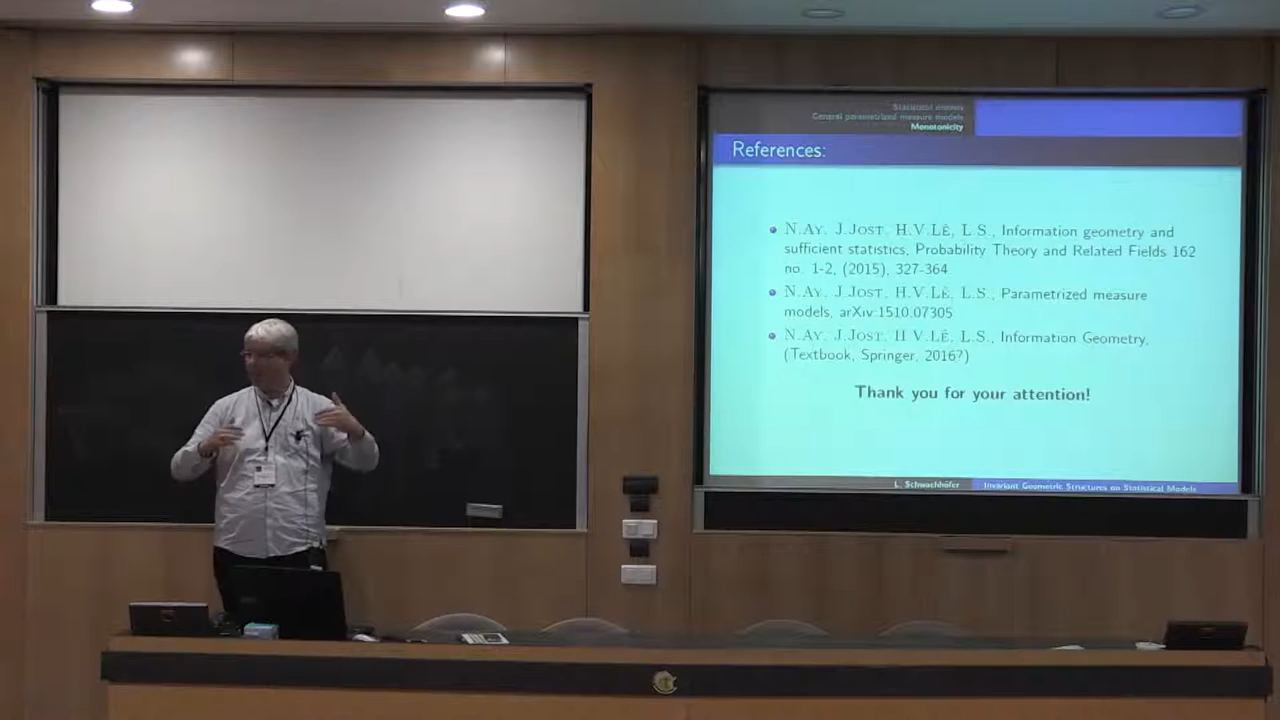 Statistical models
General parametrized measure models
Monotonicity
References:
N.Ay, J.Jost, H.V.Lê, L.S., Information geometry and
sufficient statistics, Probability Theory and Related Fields 162
no. 1-2, (2015), 327-364
N.Ay, J.Jost, H.V.Lê, L.S., Parametrized measure
models, arXiv:1510.07305
N.Ay, J.Jost, H.V.Lê, L.S., Information Geometry,
(Textbook, Springer, 2016?)
Thank you for your attention!
L. Schwachhöfer Invariant Geometric Structures on Statistical Models